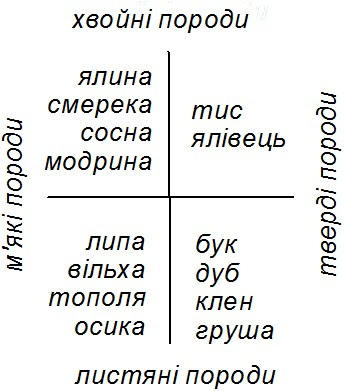 хвойні породи
ялина
смерека
сосна
модрина
тис
ялівець
м'які породи
тверді породи
липа
вільха
тополя
осика
бук
дуб
клен
груша
листяні породи